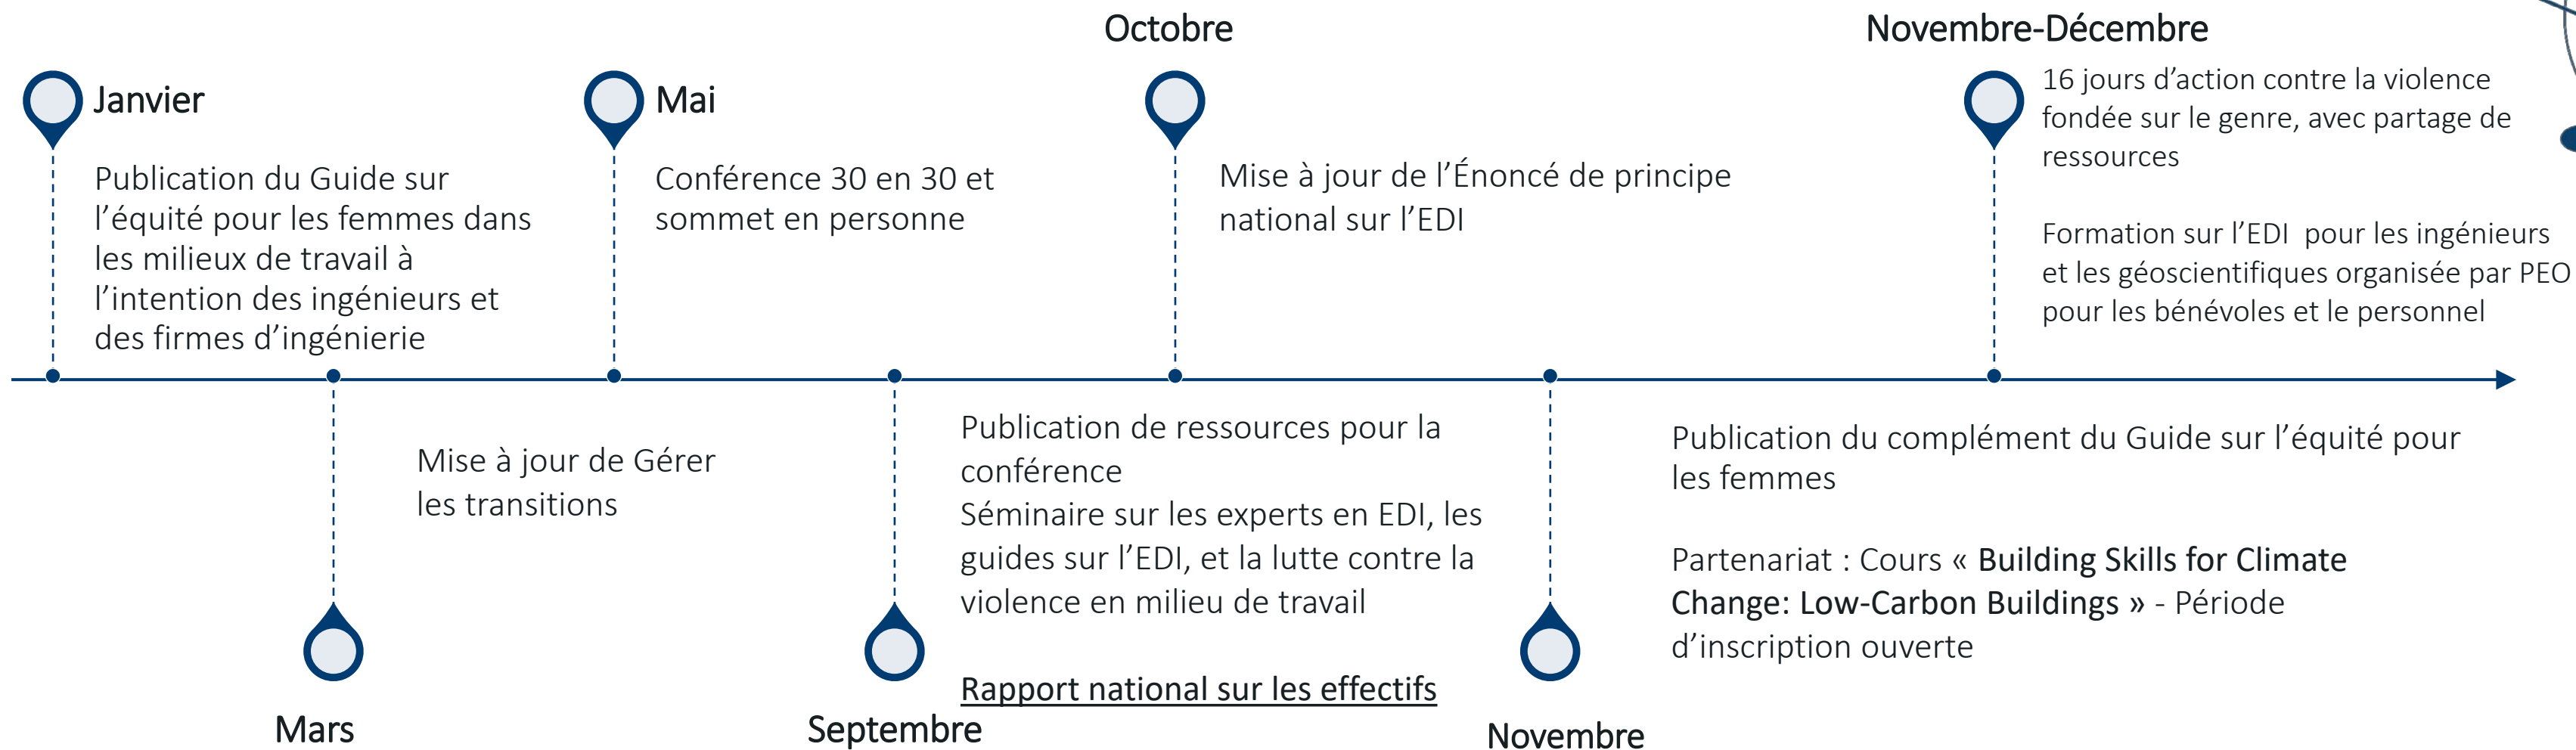 Janvier
Publication du Guide sur
l’équité pour les femmes dans
les milieux de travail à
l’intention des ingénieurs et
des firmes d’ingénierie
Mars
Mise à jour de Gérer
les transitions
Mai
Conférence 30 en 30 et
sommet en personne
Septembre
Publication de ressources pour la
conférence
Séminaire sur les experts en EDI, les
guides sur l’EDI, et la lutte contre la
violence en milieu de travail
Rapport national sur les effectifs
Octobre
Mise à jour de l’Énoncé de principe
national sur l’EDI
Novembre
Publication du complément du Guide sur l’équité pour
les femmes
Partenariat : Cours « Building Skills for Climate
Change: Low-Carbon Buildings » - Période
d’inscription ouverte
Novembre-Décembre
16 jours d’action contre la violence
fondée sur le genre, avec partage de
ressources
Formation sur l’EDI  pour les ingénieurs
et les géoscientifiques organisée par PEO
pour les bénévoles et le personnel